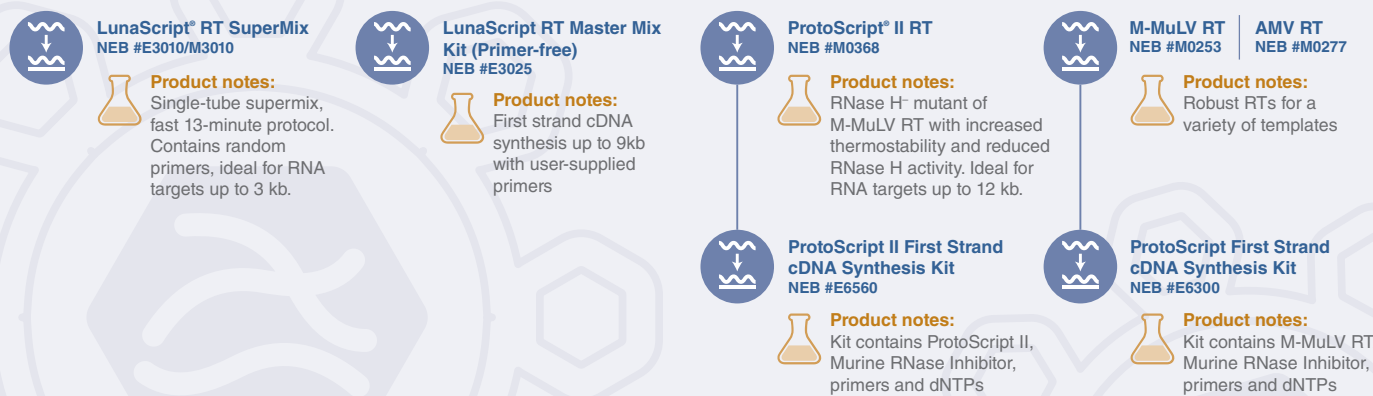 LunaScript® RT SuperMix
NEB #E3010/M3010
Product notes:
Single-tube supermix,
fast 13-minute protocol.
Contains random
primers, ideal for RNA
targets up to 3 kb.
LunaScript RT Master Mix
Kit (Primer-free)
NEB #E3025
Product notes:
First strand cDNA
synthesis up to 9kb
with user-supplied
primers
ProtoScript® II RT
NEB #M0368
Product notes:
RNase H⁻ mutant of
M-MuLV RT with increased
thermostability and reduced
RNase H activity. Ideal for
RNA targets up to 12 kb.
ProtoScript II First Strand
cDNA Synthesis Kit
NEB #E6560
Product notes:
Kit contains ProtoScript II,
Murine RNase Inhibitor,
primers and dNTPs
M-MuLV RT
NEB #M0253
AMV RT
NEB #M0277
Product notes:
Robust RTs for a
variety of templates
ProtoScript First Strand
cDNA Synthesis Kit
NEB #E6300
Product notes:
Kit contains M-MuLV RT
Murine RNase Inhibitor,
primers and dNTPs